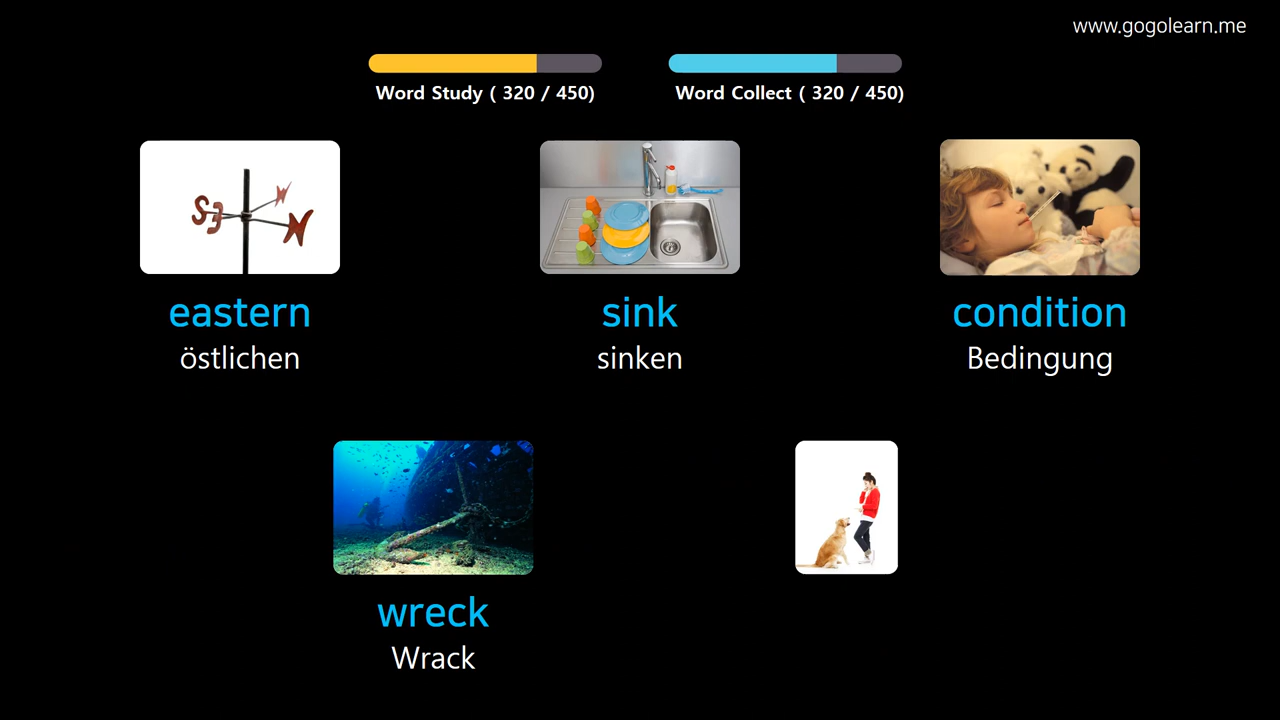 www.gogolearn.me
Word Study ( 320 / 450)
Word Collect ( 320 / 450)
S E N W
eastern
sink
condition
östlichen
sinken
Bedingung
wreck
Wrack